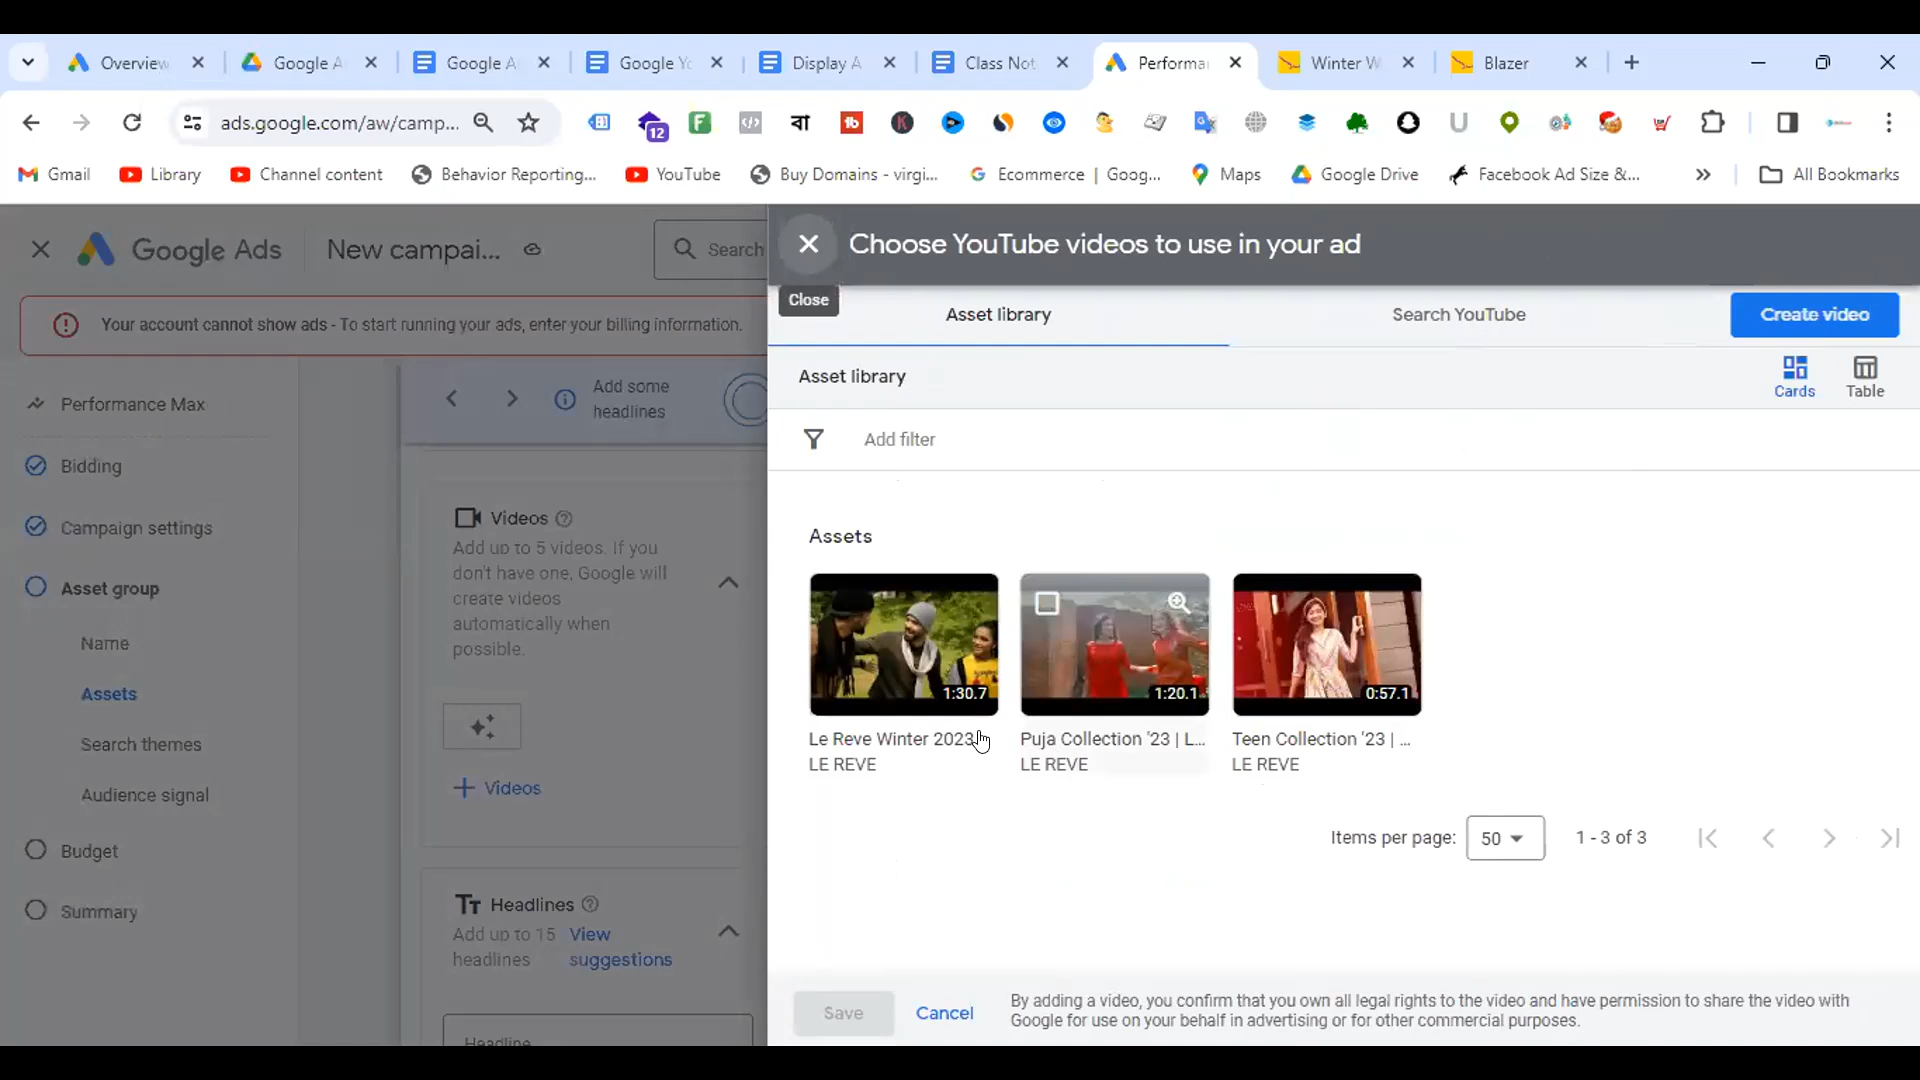 Overview
Google A
Google A
Google Yo
Display A
Class Not
Performa
Winter W
Blazer
ads.google.com/aw/camp...
12
বা
Gmail
Library
Channel content
Behavior Reporting...
YouTube
Buy Domains - virgi...
Ecommerce | Goog...
Maps
Google Drive
Facebook Ad Size &...
All Bookmarks
Google Ads
New campai...
Search
Your account cannot show ads - To start running your ads, enter your billing information.
Performance Max
Bidding
Campaign settings
Asset group
Name
Assets
Search themes
Audience signal
Budget
Summary
Add some
headlines
Videos
Add up to 5 videos. If you
don't have one, Google will
create videos
automatically when
possible.
Videos
Headlines
Add up to 15
headlines
View
suggestions
Headline
Choose YouTube videos to use in your ad
Close
Asset library
Search YouTube
Create video
Asset library
Cards
Table
Add filter
Assets
1:30.7
1:20.1
0:57.1
Le Reve Winter 2023
LE REVE
Puja Collection '23 | L...
LE REVE
Teen Collection '23 | ...
LE REVE
Items per page:
50
1 - 3 of 3
Save
Cancel
By adding a video, you confirm that you own all legal rights to the video and have permission to share the video with
Google for use on your behalf in advertising or for other commercial purposes.